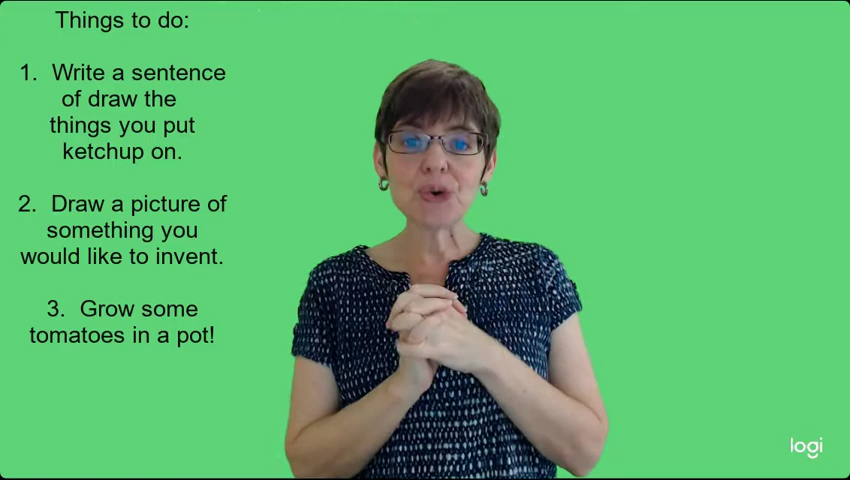 Things to do:
1. Write a sentence
of draw the
things you put
ketchup on.
2. Draw a picture of
something you
would like to invent.
3. Grow some
tomatoes in a pot!
logi